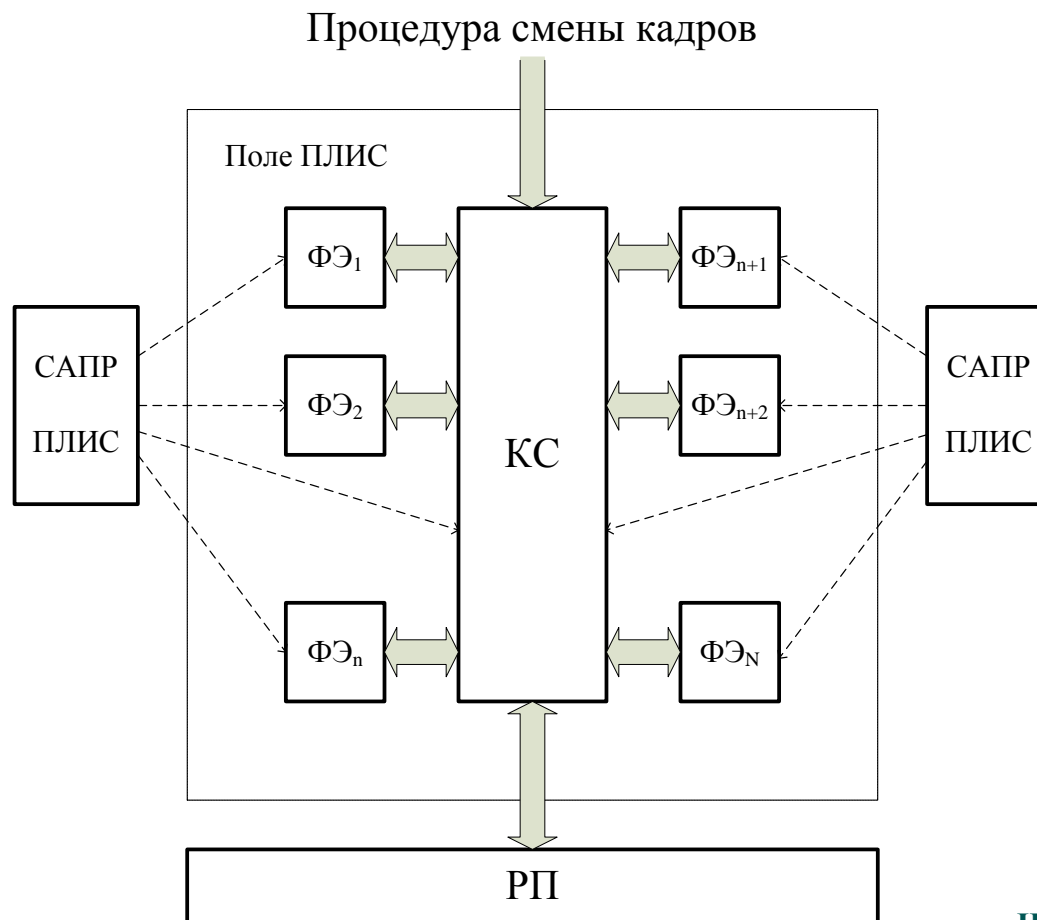 Процедура смены кадров
Поле ПЛИС
ФЭ1
ФЭn+1
САПР
ПЛИС
ФЭ2
КС
ФЭn+2
САПР
ПЛИС
ФЭn
ФЭN
РП